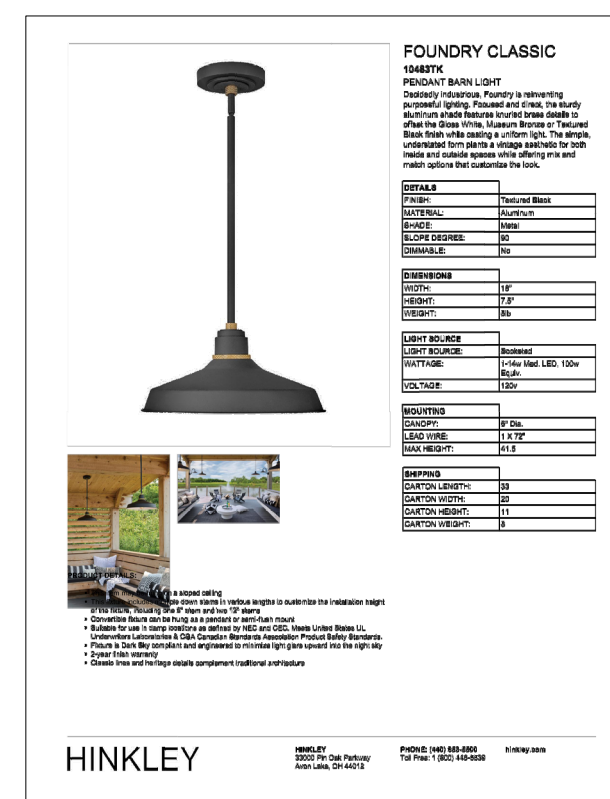 FOUNDRY CLASSIC
10463TK
PENDANT BARN LIGHT
Decidedly industrious, Foundry is reinventing
purposeful lighting. Focused and direct, the sturdy
aluminum shade features knurled brass details to
offset the Gloss White, Museum Bronze or Textured
Black finish while casting a uniform light. The simple,
understated form plants a vintage aesthetic for both
inside and outside spaces while offering mix and
match options that customize the look.
DETAILS
FINISH: Textured Black
MATERIAL: Aluminum
SHADE: Metal
SLOPE DEGREE: 90
DIMMABLE: No
DIMENSIONS
WIDTH:
HEIGHT: 7.5"
WEIGHT:
LIGHT SOURCE
LIGHT SOURCE: Socketed
WATTAGE: 1-14w Med. LED, 100w
Equiv.
VOLTAGE: 120v
MOUNTING
CANOPY: Dia.
LEAD WIRE: 1 X 72"
MAX HEIGHT: 41.5
SHIPPING
CARTON LENGTH: 33
CARTON WIDTH: 20
CARTON HEIGHT: 11
CARTON WEIGHT:
PRODUCT DETAILS:
a sloped ceiling
down stems in various lengths to customize the installation height
of the fixture, including one 6" stem and two 12" stems
• Convertible fixture can be hung as a pendant or semi-flush mount
• Suitable for use in damp locations as defined by NEC and CEC. Meets United States UL
Underwriters Laboratories & CSA Canadian Standards Association Product Safety Standards.
• Fixture is Dark Sky compliant and engineered to minimize light glare upward into the night sky
• 2-year finish warranty
• Classic lines and heritage details complement traditional architecture
HINKLEY
HINKLEY
33000 Pin Oak Parkway
Avon Lake, OH 44012
PHONE: (440) 653-5500
Toll Free: 1 (800) 446-5539
hinkley.com